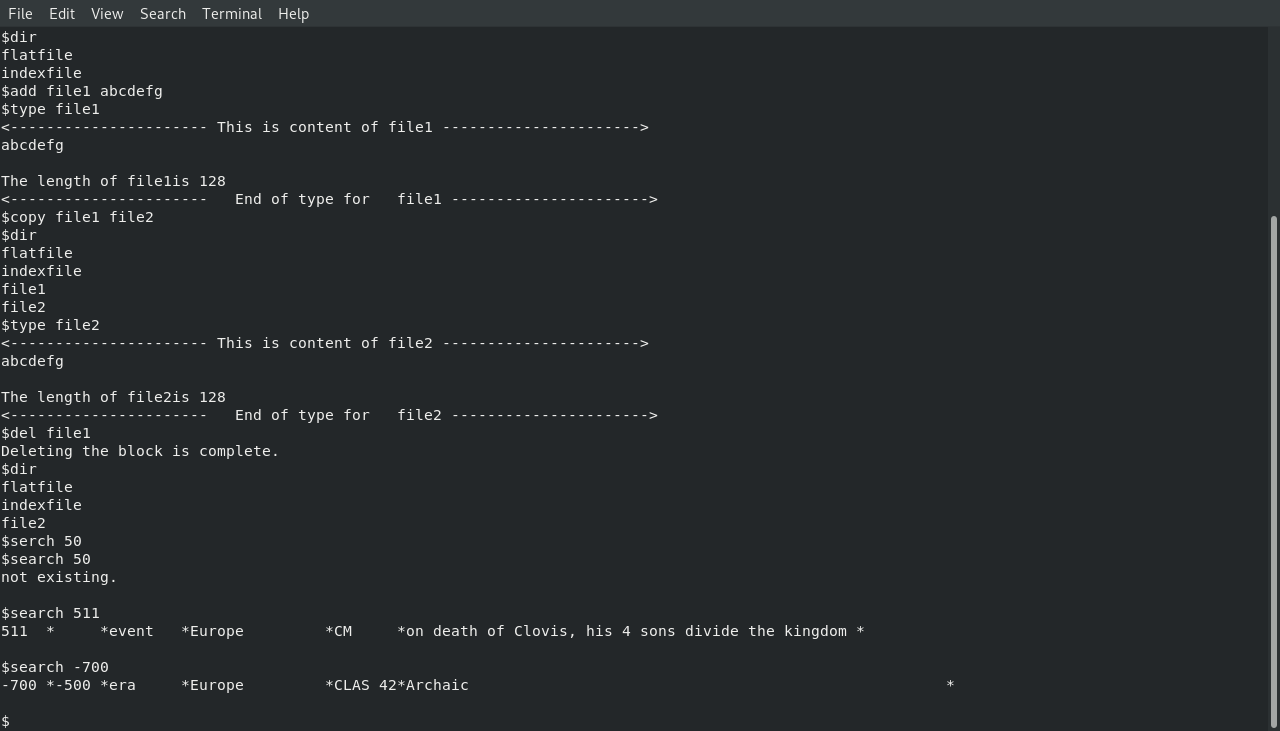 File Edit View Search Terminal Help
$dir
flatfile
indexfile
$add file1 abcdefg
$type file1
<----------------------- This is content of file1 ---------------------->
abcdefg
The length of file1is 128
<-----------------------   End of type for   file1 ---------------------->
$copy file1 file2
$dir
flatfile
indexfile
file1
file2
$type file2
<----------------------- This is content of file2 ---------------------->
abcdefg
The length of file2is 128
<-----------------------   End of type for   file2 ---------------------->
$del file1
Deleting the block is complete.
$dir
flatfile
indexfile
file2
$serch 50
$search 50
not existing.
$search 511
511  *     *event   *Europe         *CM     *on death of Clovis, his 4 sons divide the kingdom *
$search -700
-700 *-500 *era     *Europe         *CLAS 42*Archaic                                                     *
$